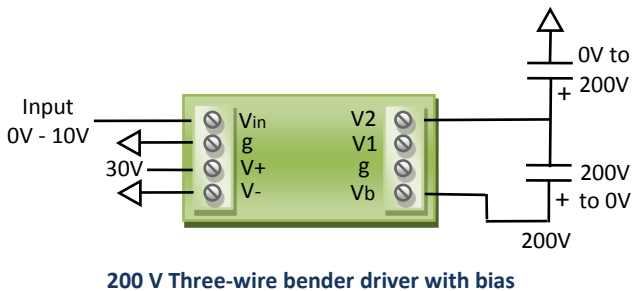 0V to
200V
+
Input
0V - 10V
Vin
g
30V
V+
V-
V2
V1
g
Vb
200V
+ to 0V
200V
200 V Three-wire bender driver with bias